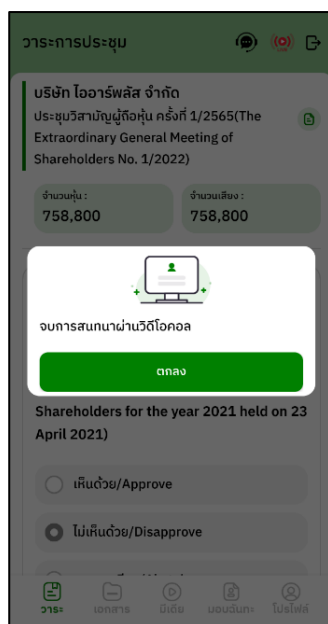 วาระการประชุม
บริษัท ไออาร์พลัส จำกัด
ประชุมวิสามัญผู้ถือหุ้น ครั้งที่ 1/2565(The
Extraordinary General Meeting of
Shareholders No. 1/2022)
จำนวนหุ้น :
758,800
จำนวนเสียง :
758,800
จบการสนทนาผ่านวิดีโอคอล
ตกลง
Shareholders for the year 2021 held on 23
April 2021)
เห็นด้วย/Approve
ไม่เห็นด้วย/Disapprove
วาระ
เอกสาร
มีเดีย
มอบฉันทะ
โปรไฟล์